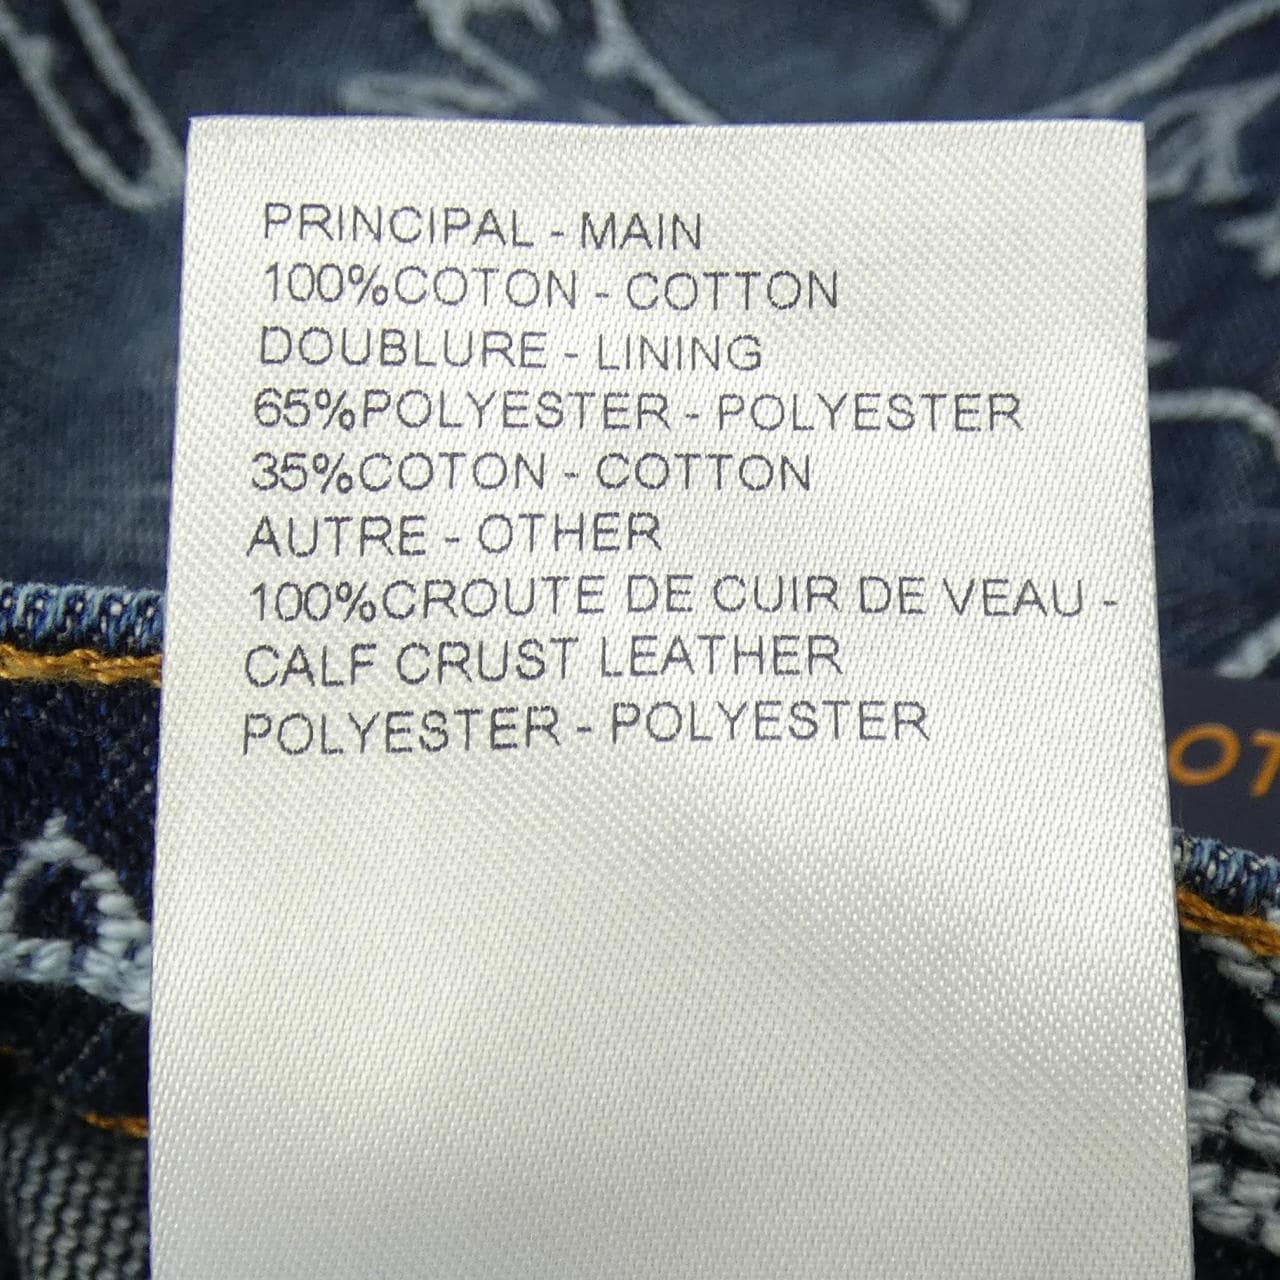 PRINCIPAL - MAIN
100%COTON - COTTON
DOUBLURE - LINING
65%POLYESTER - POLYESTER
35%COTON - COTTON
AUTRE - OTHER
100%CROUTE DE CUIR DE VEAU -
CALF CRUST LEATHER
POLYESTER - POLYESTER
OT